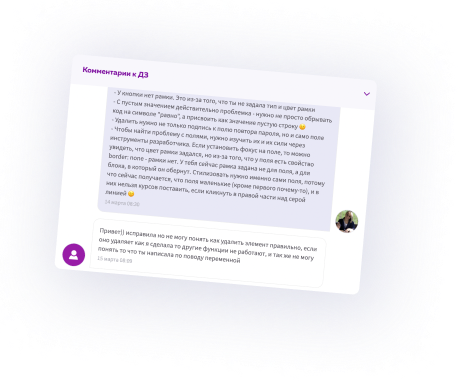 Комментарии к ДЗ
- У кнопки нет рамки. Это из-за того, что ты не задала тип и цвет рамки
- С пустым значением действительно проблемка - нужно не просто обрывать
код на символе "равно", а присвоить как значение пустую строку 😄
- Удалить нужно не только подпись к полю повтора пароля, но и само поле
- Чтобы найти проблему с полями, нужно изучить их и их сили через
инструменты разработчика. Если установить фокус на поле, то можно
увидить, что цвет рамки задался, но из-за того, что у поля есть свойство
border: none - рамки нет. У тебя сейчас рамка задана не для поля, а для
блока, в который он обернут. Стилизовать нужно именно сами поля, потому
что сейчас получается, что поля маленькие (кроме первого почему-то), и в
них нельзя курсов поставить, если кликнуть в правой части над серой
линией 😄
14 марта 08:20
Привет)) исправила но не могу понять как удалить элемент правильно, если
оно удаляет как я сделала то другие функции не работают, и так же не могу
понять то что ты написала по поводу переменной
15 марта 08:09